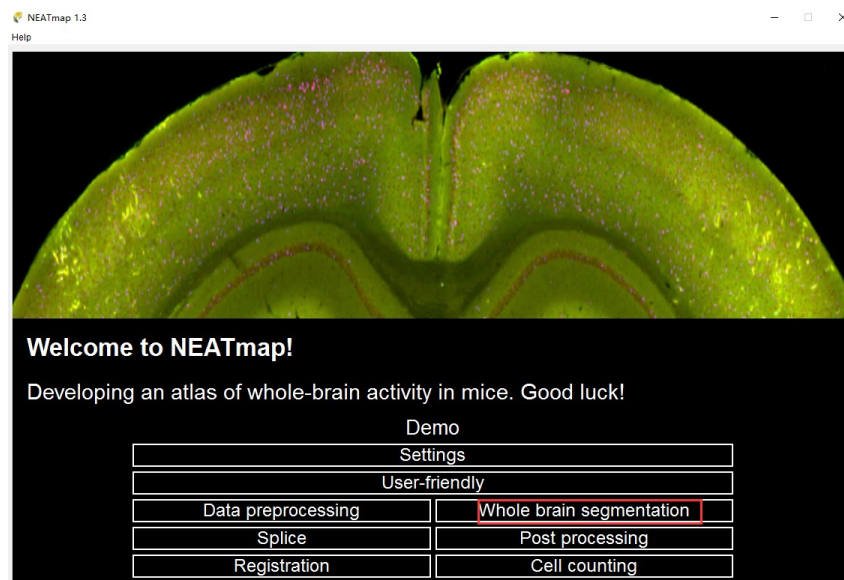 NEATmap 1.3
Help
Welcome to NEATmap!
Developing an atlas of whole-brain activity in mice. Good luck!
Demo
Settings
User-friendly
Data preprocessing Whole brain segmentation
Splice Post processing
Registration Cell counting